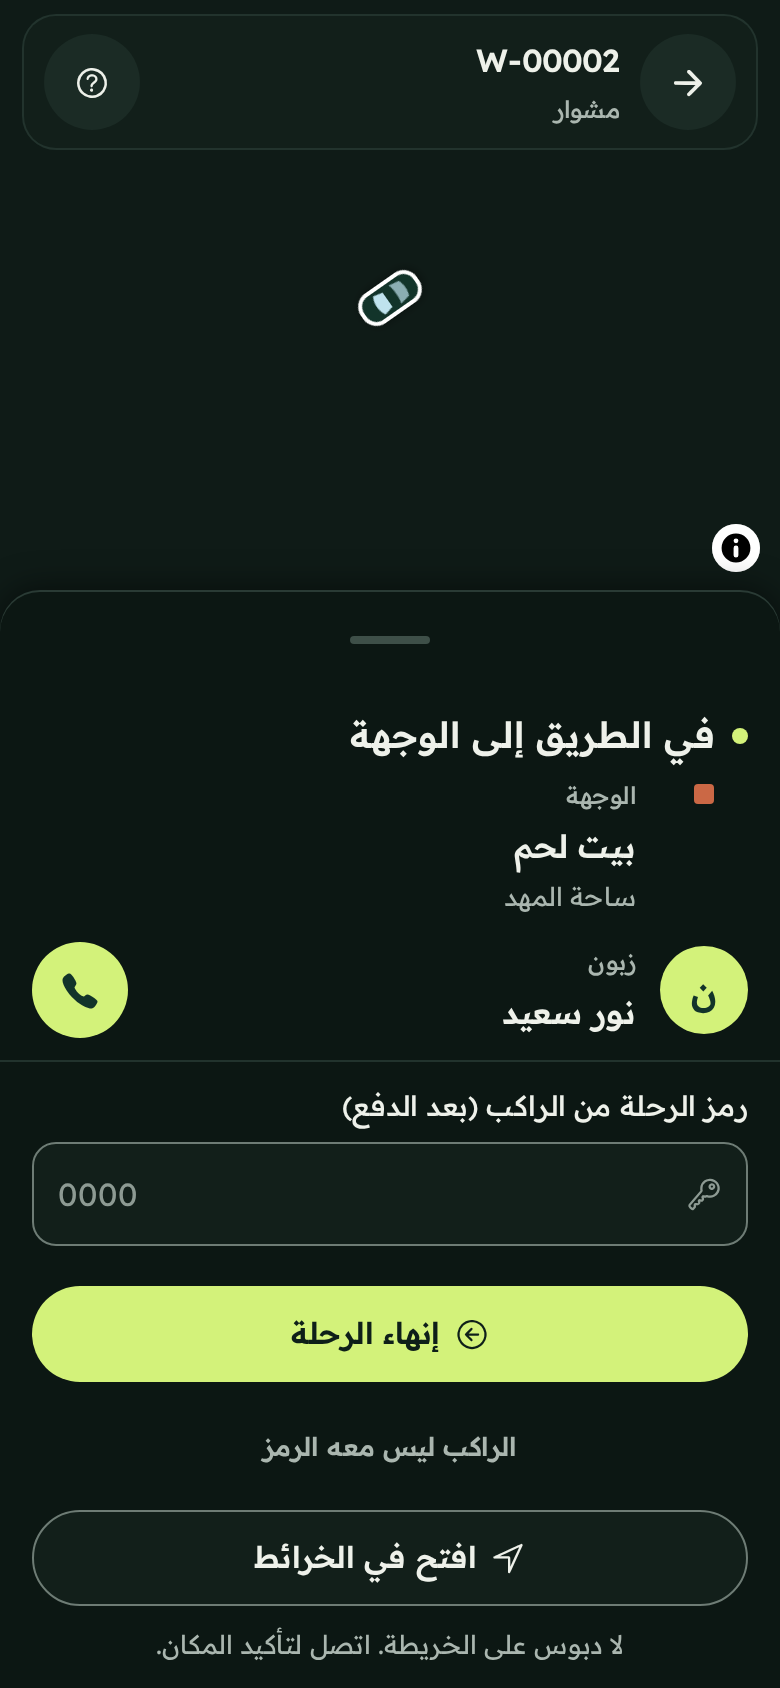 W-00002
مشوار
في الطريق إلى الوجهة
الوجهة
بيت لحم
ساحة المهد
ن
زبون
نور سعيد
رمز الرحلة من الراكب (بعد الدفع)
0000
إنهاء الرحلة
الراكب ليس معه الرمز
افتح في الخرائط
لا دبوس على الخريطة. اتصل لتأكيد المكان.